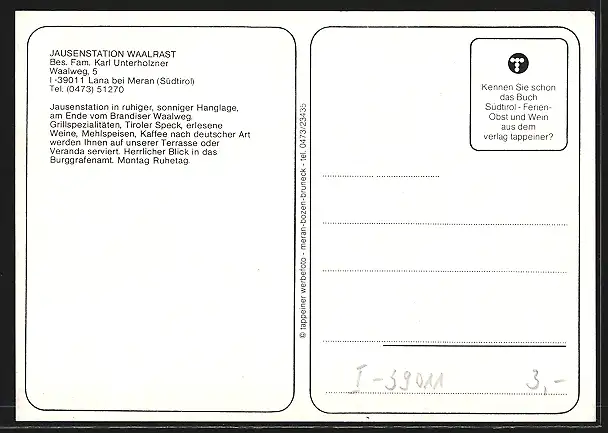 JAUSENSTATION WAALRAST
Bes. Fam. Karl Unterholzner
Waalweg, 5
I -39011 Lana bei Meran (Südtirol)
Tel. (0473) 51270
Jausenstation in ruhiger, sonniger Hanglage,
am Ende vom Brandiser Waalweg.
Grillspezialitäten, Tiroler Speck, erlesene
Weine, Mehlspeisen, Kaffee nach deutscher Art
werden Ihnen auf unserer Terrasse oder
Veranda serviert. Herrlicher Blick in das
Burggrafenamt. Montag Ruhetag.
© tappeiner werbefoto - meran-bozen-bruneck - tel. 0473/23435
Kennen Sie schon
das Buch
Südtirol - Ferien-
Obst und Wein
aus dem
verlag tappeiner?
I-39011 3,-